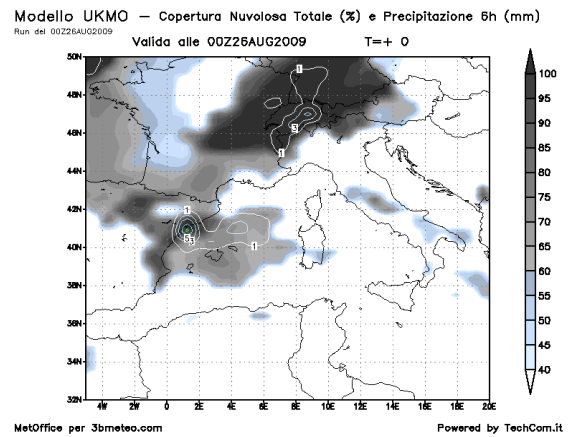 Modello UKMO — Copertura Nuvolosa Totale (%) e Precipitazione 6h (mm)
Run del 00Z26AUG2009
Valida alle 00Z26AUG2009 T=+ 0
50N
48N
46N
44N
42N
40N
38N
36N
34N
32N
4W 2W 0 2E 4E 6E 8E 10E 12E 14E 16E 18E 20E
1
3
1
1
5
3
1
100
95
90
85
80
75
70
65
60
55
50
45
40
MetOffice per 3bmeteo.com Powered by TechCom.it